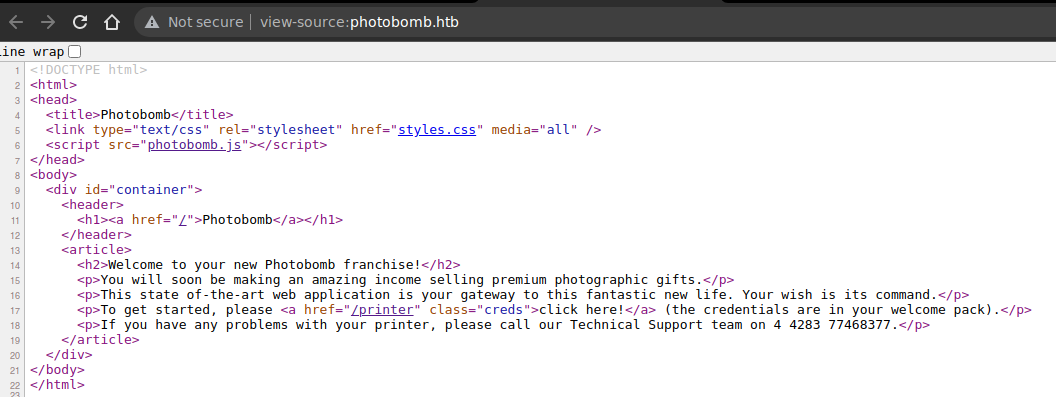 Not secure | view-source:photobomb.htb
ine wrap
1 <!DOCTYPE html>
2 <html>
3 <head>
4   <title>Photobomb</title>
5   <link type="text/css" rel="stylesheet" href="styles.css" media="all" />
6   <script src="photobomb.js"></script>
7 </head>
8 <body>
9   <div id="container">
10     <header>
11       <h1><a href="/">Photobomb</a></h1>
12     </header>
13     <article>
14       <h2>Welcome to your new Photobomb franchise!</h2>
15       <p>You will soon be making an amazing income selling premium photographic gifts.</p>
16       <p>This state of-the-art web application is your gateway to this fantastic new life. Your wish is its command.</p>
17       <p>To get started, please <a href="/printer" class="creds">click here!</a> (the credentials are in your welcome pack).</p>
18       <p>If you have any problems with your printer, please call our Technical Support team on 4 4283 77468377.</p>
19     </article>
20   </div>
21 </body>
22 </html>
23